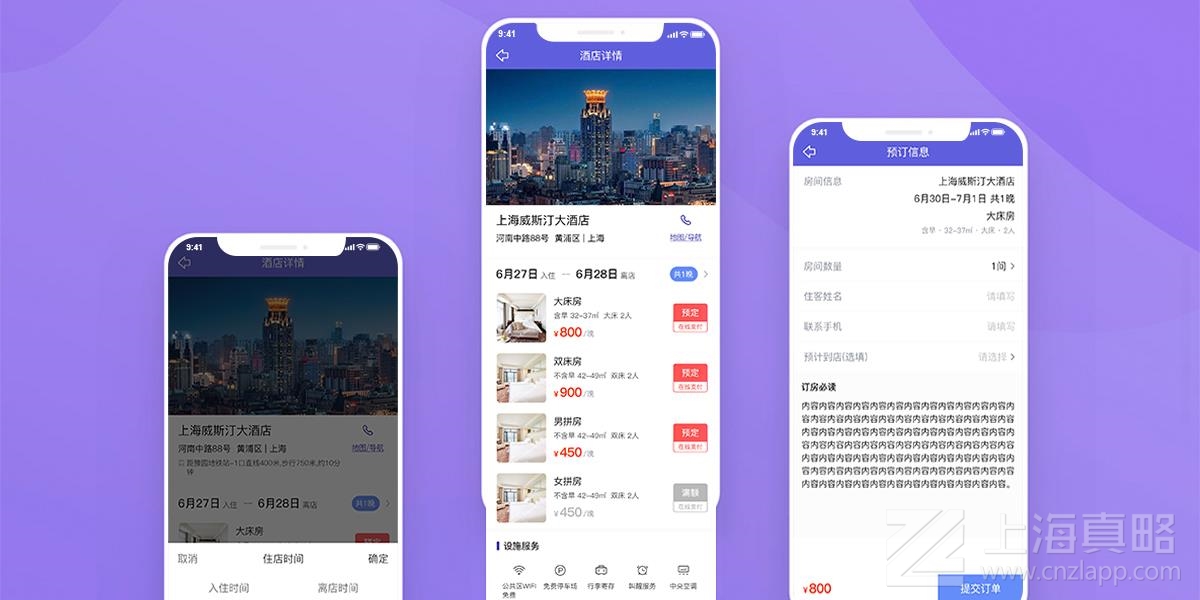 9:41
酒店详情
上海威斯汀大酒店
河南中路88号 黄浦区 | 上海
地图/导航
距豫园地铁站-1口直线400米,步行750米,约10分
钟
6月27日 入住 — 6月28日 离店
共1晚
大床房
取消 住店时间 确定
入住时间 离店时间
9:41
酒店详情
上海威斯汀大酒店
河南中路88号 黄浦区 | 上海
地图/导航
6月27日 入住 — 6月28日 离店
共1晚
大床房
含早 32-37㎡ 大床 2人
¥800/晚
预定
在线支付
双床房
不含早 42-49㎡ 双床 2人
¥900/晚
预定
在线支付
男拼房
不含早 42-49㎡ 双床 2人
¥450/晚
预定
在线支付
女拼房
不含早 42-49㎡ 双床 2人
¥450/晚
满额
在线支付
设施服务
公共区WIFI
免费
免费停车场
行李寄存
叫醒服务
中央空调
9:41
预订信息
房间信息
上海威斯汀大酒店
6月30日-7月1日 共1晚
大床房
含早 · 32-37㎡ · 大床 · 2人
房间数量 1间
住客姓名 请填写
联系手机 请填写
预计到店(选填) 请选择
订房必读
内容内容内容内容内容内容内容内容内容内容内容内容内容
内容内容内容内容内容内容内容内容内容内容内容内容内容
内容内容内容内容内容内容内容内容内容内容内容内容内容
内容内容内容内容内容内容内容内容内容内容内容内容内容
内容内容内容内容内容内容内容内容内容内容内容内容内容
内容内容内容内容内容内容内容内容内容内容内容内容内容
内容内容内容内容内容内容内容内容内容内容内容内容。
¥800
提交订单
上海真略
www.cnzlapp.com